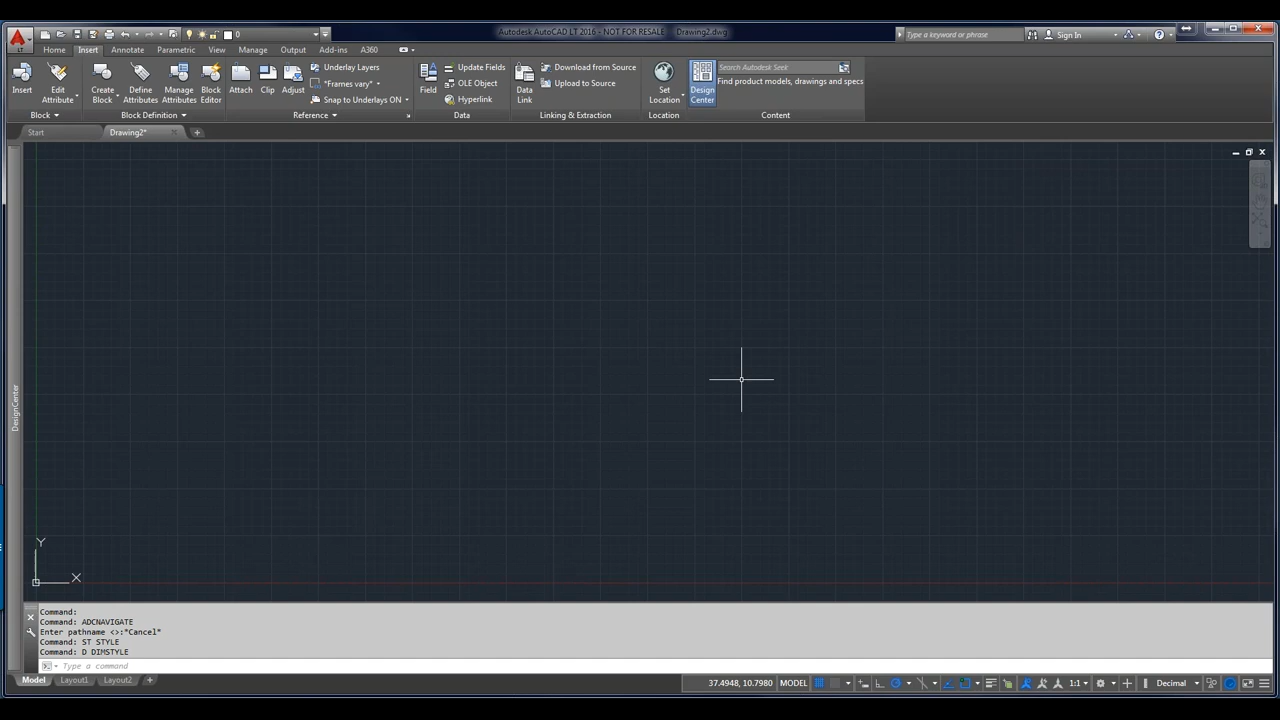 Autodesk AutoCAD LT 2016 - NOT FOR RESALE Drawing2.dwg
LT
0
Type a keyword or phrase
Sign In
Home Insert Annotate Parametric View Manage Output Add-ins A360
Insert
Edit
Attribute
Create
Block
Define
Attributes
Manage
Attributes
Block
Editor
Attach
Clip
Adjust
Underlay Layers
*Frames vary*
Snap to Underlays ON
Field
Update Fields
OLE Object
Hyperlink
Data
Link
Download from Source
Upload to Source
Set
Location
Design
Center
Search Autodesk Seek
Find product models, drawings and specs
Block
Block Definition
Reference
Data
Linking & Extraction
Location
Content
Start
Drawing2*
DesignCenter
Y
X
Command:
Command: ADCNAVIGATE
Enter pathname <>:*Cancel*
Command: ST STYLE
Command: D DIMSTYLE
Type a command
Model Layout1 Layout2
37.4948, 10.7980 MODEL
1:1
Decimal